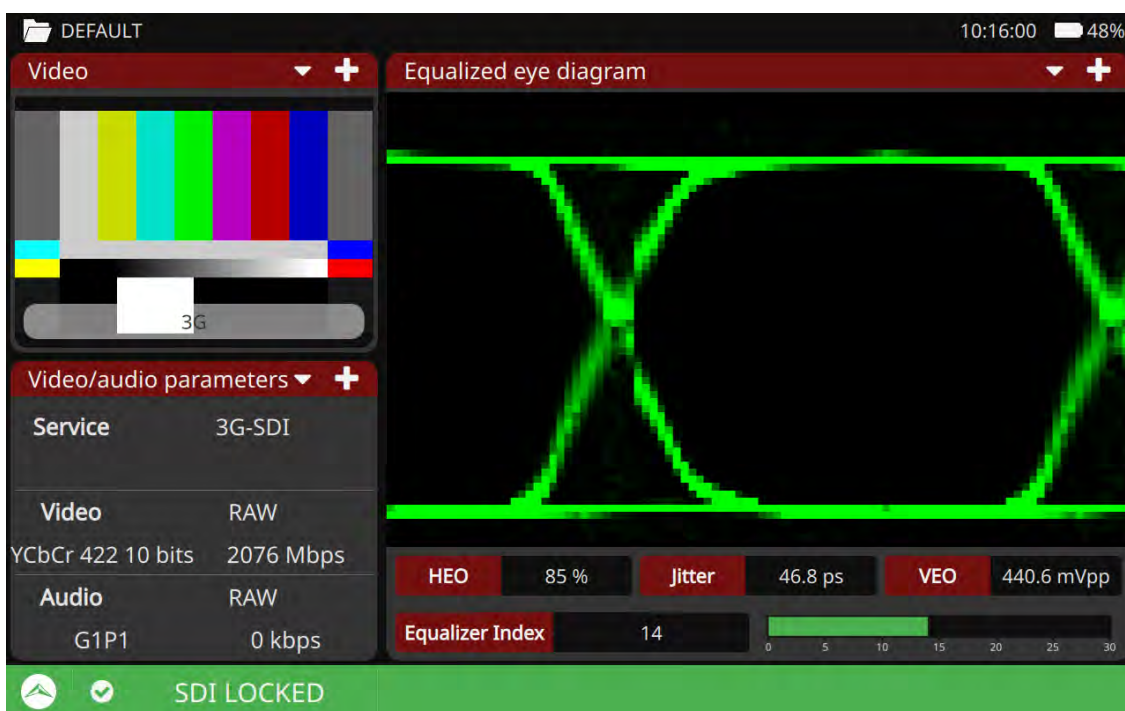 DEFAULT
10:16:00 48%
Video
3G
Video/audio parameters
Service 3G-SDI
Video RAW
YCbCr 422 10 bits 2076 Mbps
Audio RAW
G1P1 0 kbps
Equalized eye diagram
HEO 85 % Jitter 46.8 ps VEO 440.6 mVpp
Equalizer Index 14
0 5 10 15 20 25 30
SDI LOCKED